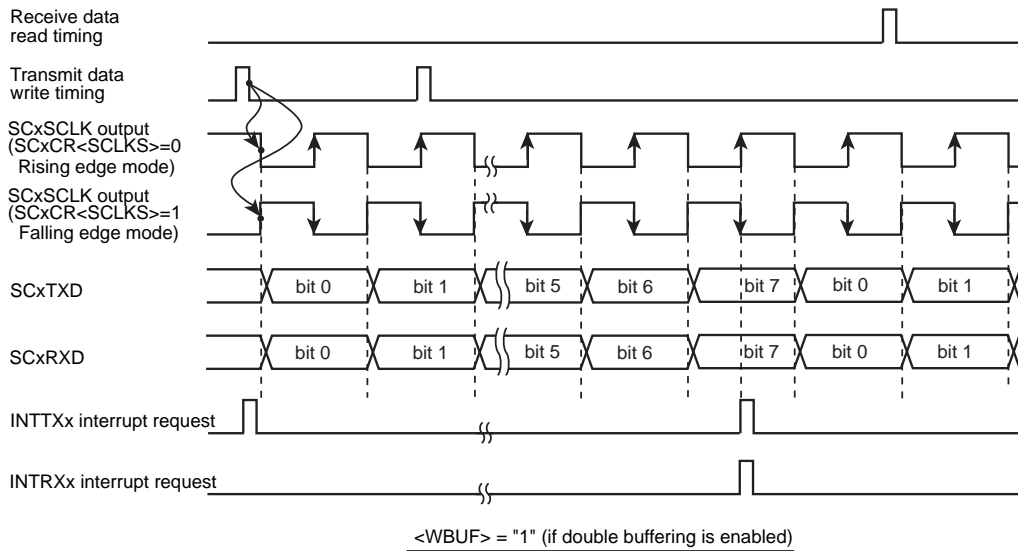 Receive data
read timing
Transmit data
write timing
SCxSCLK output
(SCxCR<SCLKS>=0
Rising edge mode)
SCxSCLK output
(SCxCR<SCLKS>=1
Falling edge mode)
SCxTXD
bit 0 bit 1 bit 5 bit 6 bit 7 bit 0 bit 1
SCxRXD
bit 0 bit 1 bit 5 bit 6 bit 7 bit 0 bit 1
INTTXx interrupt request
INTRXx interrupt request
<WBUF> = "1" (if double buffering is enabled)